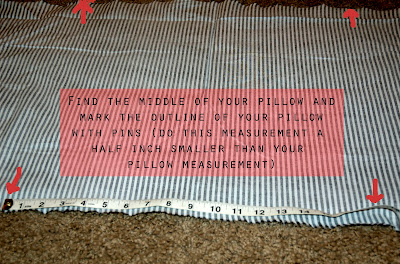 Find the middle of your pillow and
mark the outline of your pillow
with pins (do this measurement a
half inch smaller than your
pillow measurement)
1 2 3 4 5 6 7 8 9 10 11 12 13 14